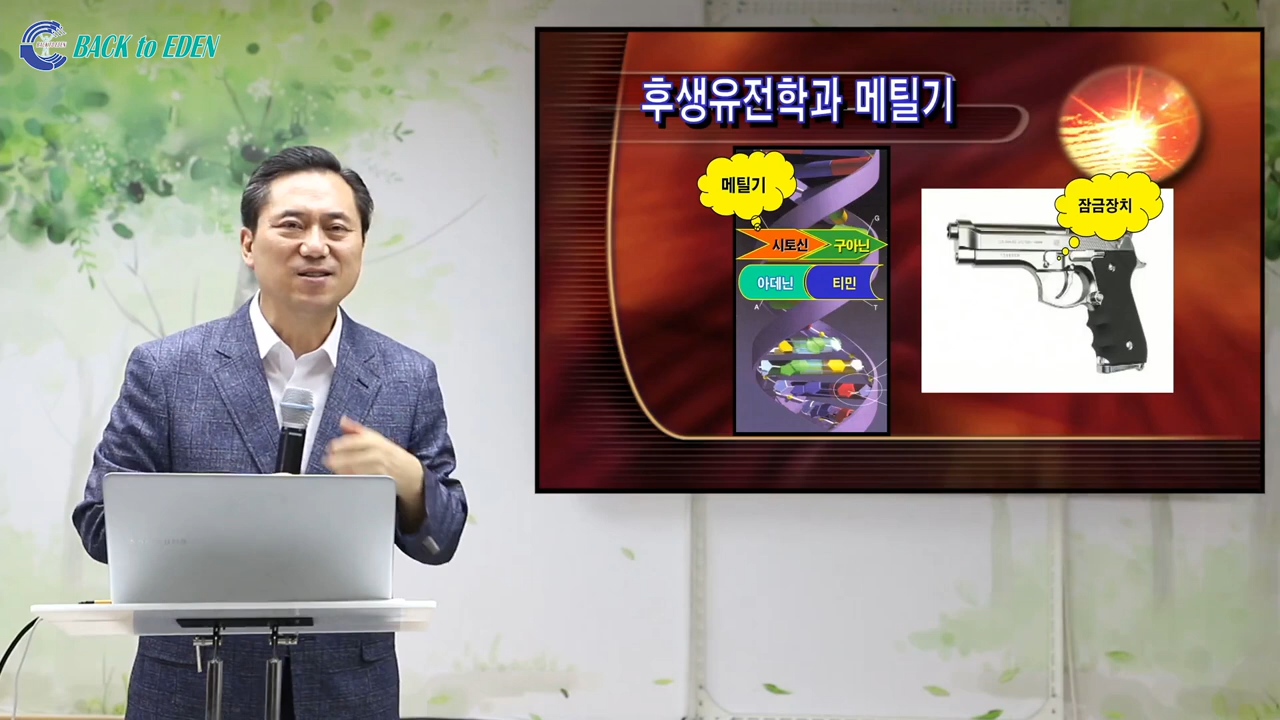 BACK to EDEN
후생유전학과 메틸기
메틸기
시토신
구아닌
아데닌
티민
G
A
T
잠금장치